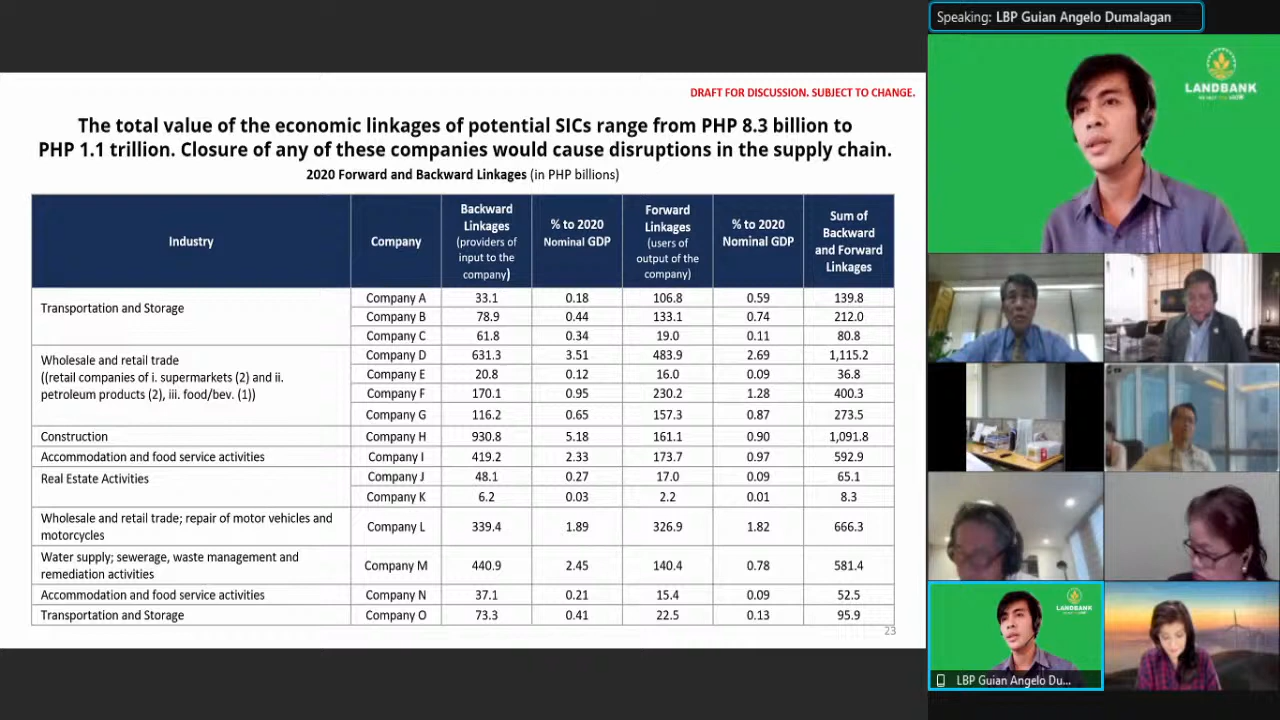 Speaking: LBP Guian Angelo Dumalagan
LANDBANK
DRAFT FOR DISCUSSION. SUBJECT TO CHANGE.
The total value of the economic linkages of potential SICs range from PHP 8.3 billion to
PHP 1.1 trillion. Closure of any of these companies would cause disruptions in the supply chain.
2020 Forward and Backward Linkages (in PHP billions)
Industry | Company | Backward Linkages (providers of input to the company) | % to 2020 Nominal GDP | Forward Linkages (users of output of the company) | % to 2020 Nominal GDP | Sum of Backward and Forward Linkages
Transportation and Storage | Company A | 33.1 | 0.18 | 106.8 | 0.59 | 139.8
Company B | 78.9 | 0.44 | 133.1 | 0.74 | 212.0
Company C | 61.8 | 0.34 | 19.0 | 0.11 | 80.8
Wholesale and retail trade
((retail companies of i. supermarkets (2) and ii.
petroleum products (2), iii. food/bev. (1))
Company D | 631.3 | 3.51 | 483.9 | 2.69 | 1,115.2
Company E | 20.8 | 0.12 | 16.0 | 0.09 | 36.8
Company F | 170.1 | 0.95 | 230.2 | 1.28 | 400.3
Company G | 116.2 | 0.65 | 157.3 | 0.87 | 273.5
Construction | Company H | 930.8 | 5.18 | 161.1 | 0.90 | 1,091.8
Accommodation and food service activities | Company I | 419.2 | 2.33 | 173.7 | 0.97 | 592.9
Real Estate Activities | Company J | 48.1 | 0.27 | 17.0 | 0.09 | 65.1
Company K | 6.2 | 0.03 | 2.2 | 0.01 | 8.3
Wholesale and retail trade; repair of motor vehicles and
motorcycles | Company L | 339.4 | 1.89 | 326.9 | 1.82 | 666.3
Water supply; sewerage, waste management and
remediation activities | Company M | 440.9 | 2.45 | 140.4 | 0.78 | 581.4
Accommodation and food service activities | Company N | 37.1 | 0.21 | 15.4 | 0.09 | 52.5
Transportation and Storage | Company O | 73.3 | 0.41 | 22.5 | 0.13 | 95.9
23
LANDBANK
LBP Guian Angelo Du...